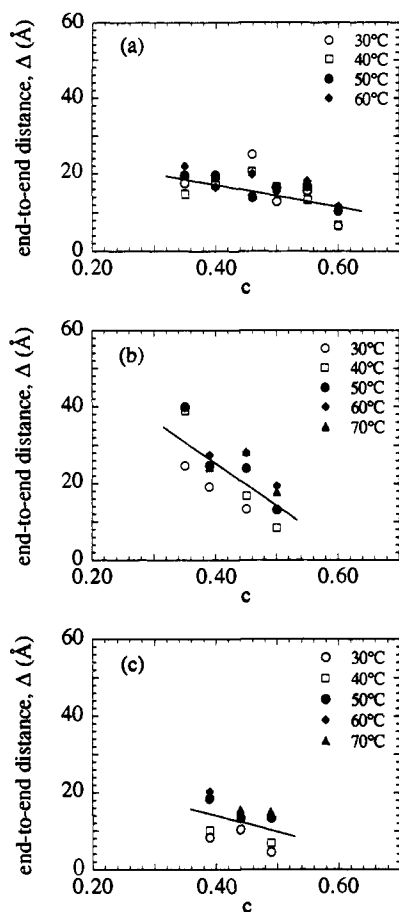 (a)
30°C
40°C
50°C
60°C
end-to-end distance, Δ (Å)
60
40
20
0
0.20
0.40
0.60
c
(b)
30°C
40°C
50°C
60°C
70°C
end-to-end distance, Δ (Å)
60
40
20
0
0.20
0.40
0.60
c
(c)
30°C
40°C
50°C
60°C
70°C
end-to-end distance, Δ (Å)
60
40
20
0
0.20
0.40
0.60
c